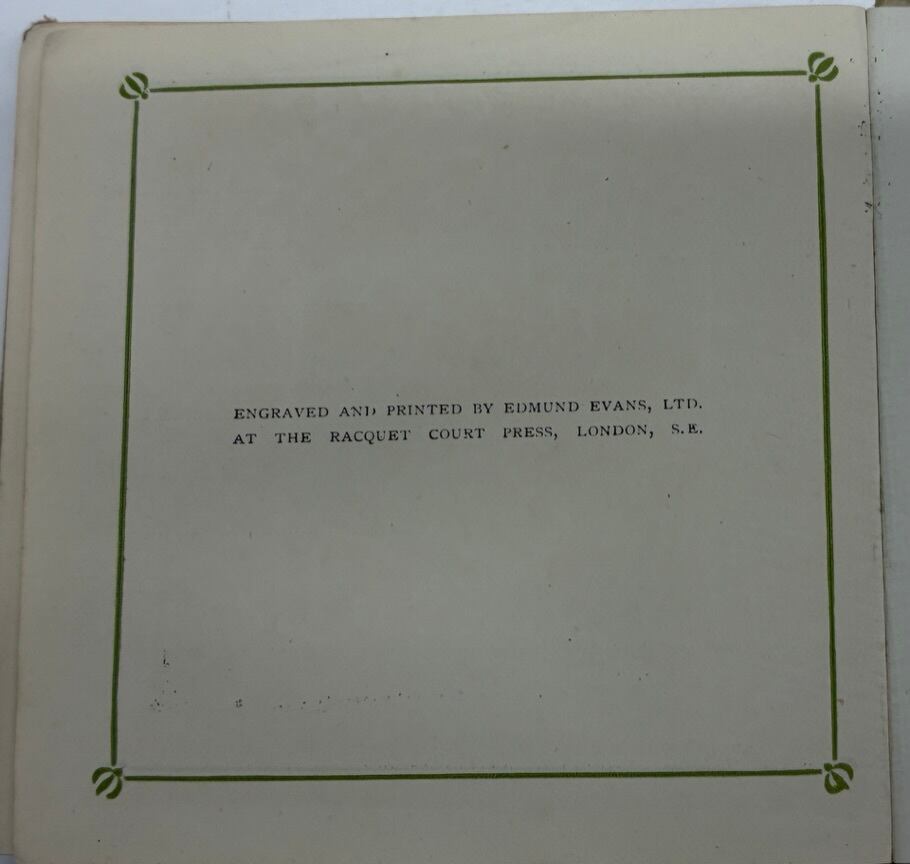 ENGRAVED AND PRINTED BY EDMUND EVANS, LTD.
AT THE RACQUET COURT PRESS, LONDON, S.E.